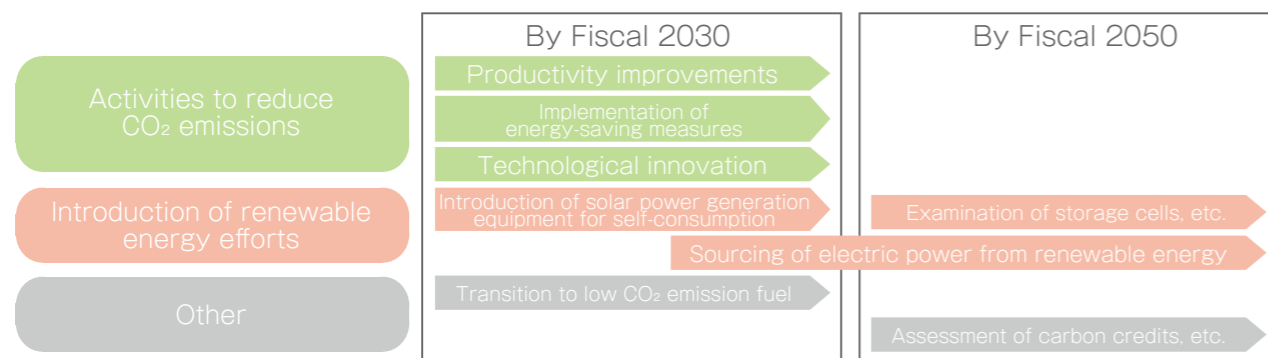 By Fiscal 2030
By Fiscal 2050
Activities to reduce
CO₂ emissions
Productivity improvements
Implementation of
energy-saving measures
Technological innovation
Introduction of renewable
energy efforts
Introduction of solar power generation
equipment for self-consumption
Examination of storage cells, etc.
Sourcing of electric power from renewable energy
Other
Transition to low CO₂ emission fuel
Assessment of carbon credits, etc.